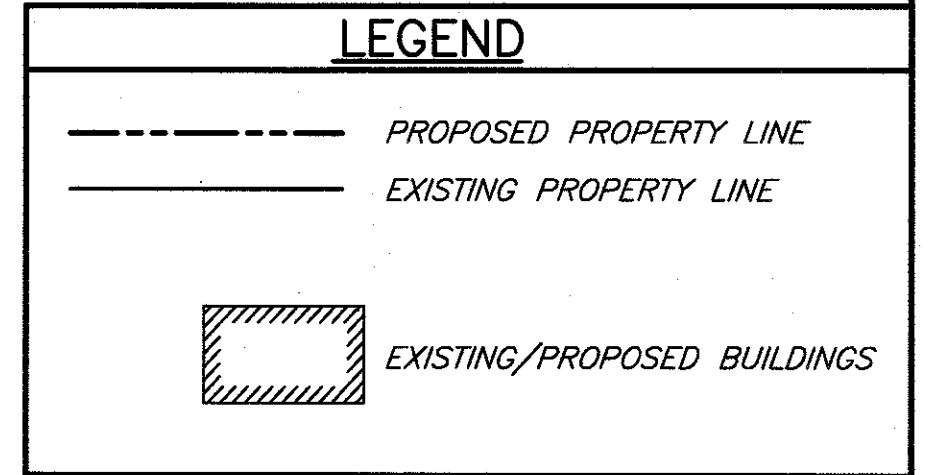 LEGEND
PROPOSED PROPERTY LINE
EXISTING PROPERTY LINE
EXISTING/PROPOSED BUILDINGS